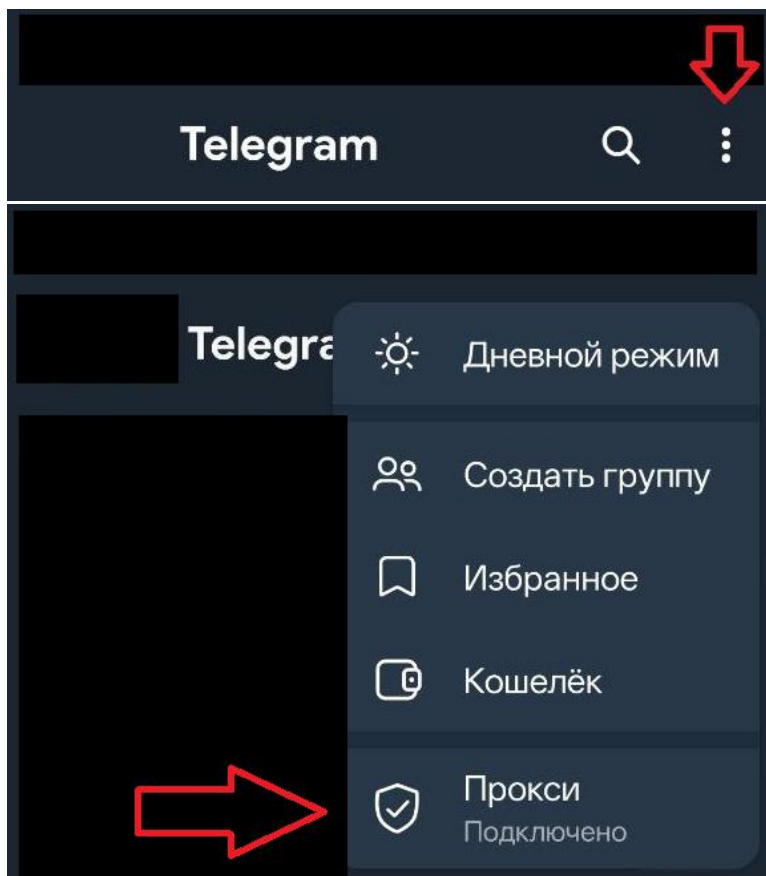 Telegram
Telegra
Дневной режим
Создать группу
Избранное
Кошелёк
Прокси
Подключено